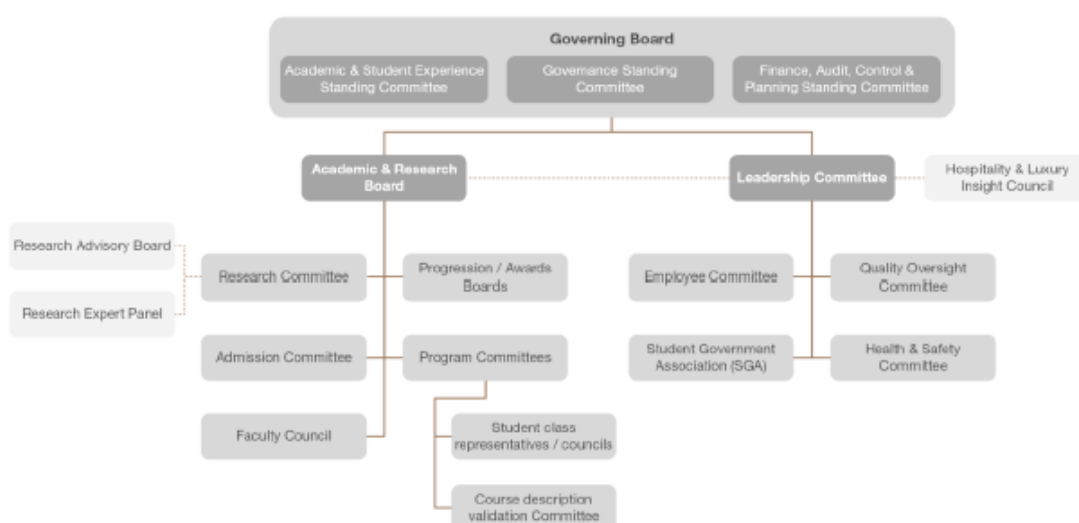 Governing Board
Academic & Student Experience
Standing Committee
Governance Standing
Committee
Finance, Audit, Control &
Planning Standing Committee
Academic & Research
Board
Leadership Committee
Hospitality & Luxury
Insight Council
Research Advisory Board
Research Expert Panel
Research Committee
Progression / Awards
Boards
Employee Committee
Quality Oversight
Committee
Admission Committee
Program Committees
Student Government
Association (SGA)
Health & Safety
Committee
Faculty Council
Student class
representatives / councils
Course description
validation Committee